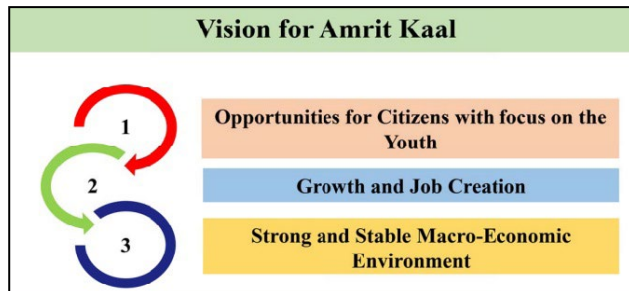 Vision for Amrit Kaal
1
Opportunities for Citizens with focus on the
Youth
2
Growth and Job Creation
3
Strong and Stable Macro-Economic
Environment